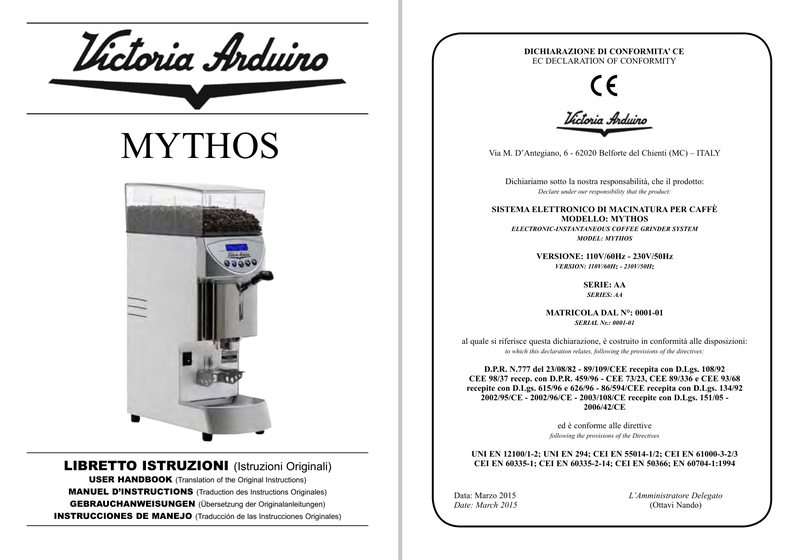 Victoria Arduino
MYTHOS
LIBRETTO ISTRUZIONI (Istruzioni Originali)
USER HANDBOOK (Translation of the Original Instructions)
MANUEL D'INSTRUCTIONS (Traduction des Instructions Originales)
GEBRAUCHANWEISUNGEN (Übersetzung der Originalanleitungen)
INSTRUCCIONES DE MANEJO (Traducción de las Instrucciones Originales)
DICHIARAZIONE DI CONFORMITA' CE
EC DECLARATION OF CONFORMITY
CE
Victoria Arduino
Via M. D'Antegiano, 6 - 62020 Belforte del Chienti (MC) – ITALY
Dichiariamo sotto la nostra responsabilità, che il prodotto:
Declare under our responsibility that the product:
SISTEMA ELETTRONICO DI MACINATURA PER CAFFÈ
MODELLO: MYTHOS
ELECTRONIC-INSTANTANEOUS COFFEE GRINDER SYSTEM
MODEL: MYTHOS
VERSIONE: 110V/60Hz - 230V/50Hz
VERSION: 110V/60Hz - 230V/50Hz
SERIE: AA
SERIES: AA
MATRICOLA DAL N°: 0001-01
SERIAL Nr.: 0001-01
al quale si riferisce questa dichiarazione, è costruito in conformità alle disposizioni:
to which this declaration relates, following the provisions of the directives:
D.P.R. N.777 del 23/08/82 - 89/109/CEE recepita con D.Lgs. 108/92
CEE 98/37 recep. con D.P.R. 459/96 - CEE 73/23, CEE 89/336 e CEE 93/68
recepite con D.Lgs. 615/96 e 626/96 - 86/594/CEE recepita con D.Lgs. 134/92
2002/95/CE - 2002/96/CE - 2003/108/CE recepite con D.Lgs. 151/05 -
2006/42/CE
ed è conforme alle direttive
following the provisions of the Directives
UNI EN 12100/1-2; UNI EN 294; CEI EN 55014-1/2; CEI EN 61000-3-2/3
CEI EN 60335-1; CEI EN 60335-2-14; CEI EN 50366; EN 60704-1:1994
Data: Marzo 2015
Date: March 2015
L'Amministratore Delegato
(Ottavi Nando)